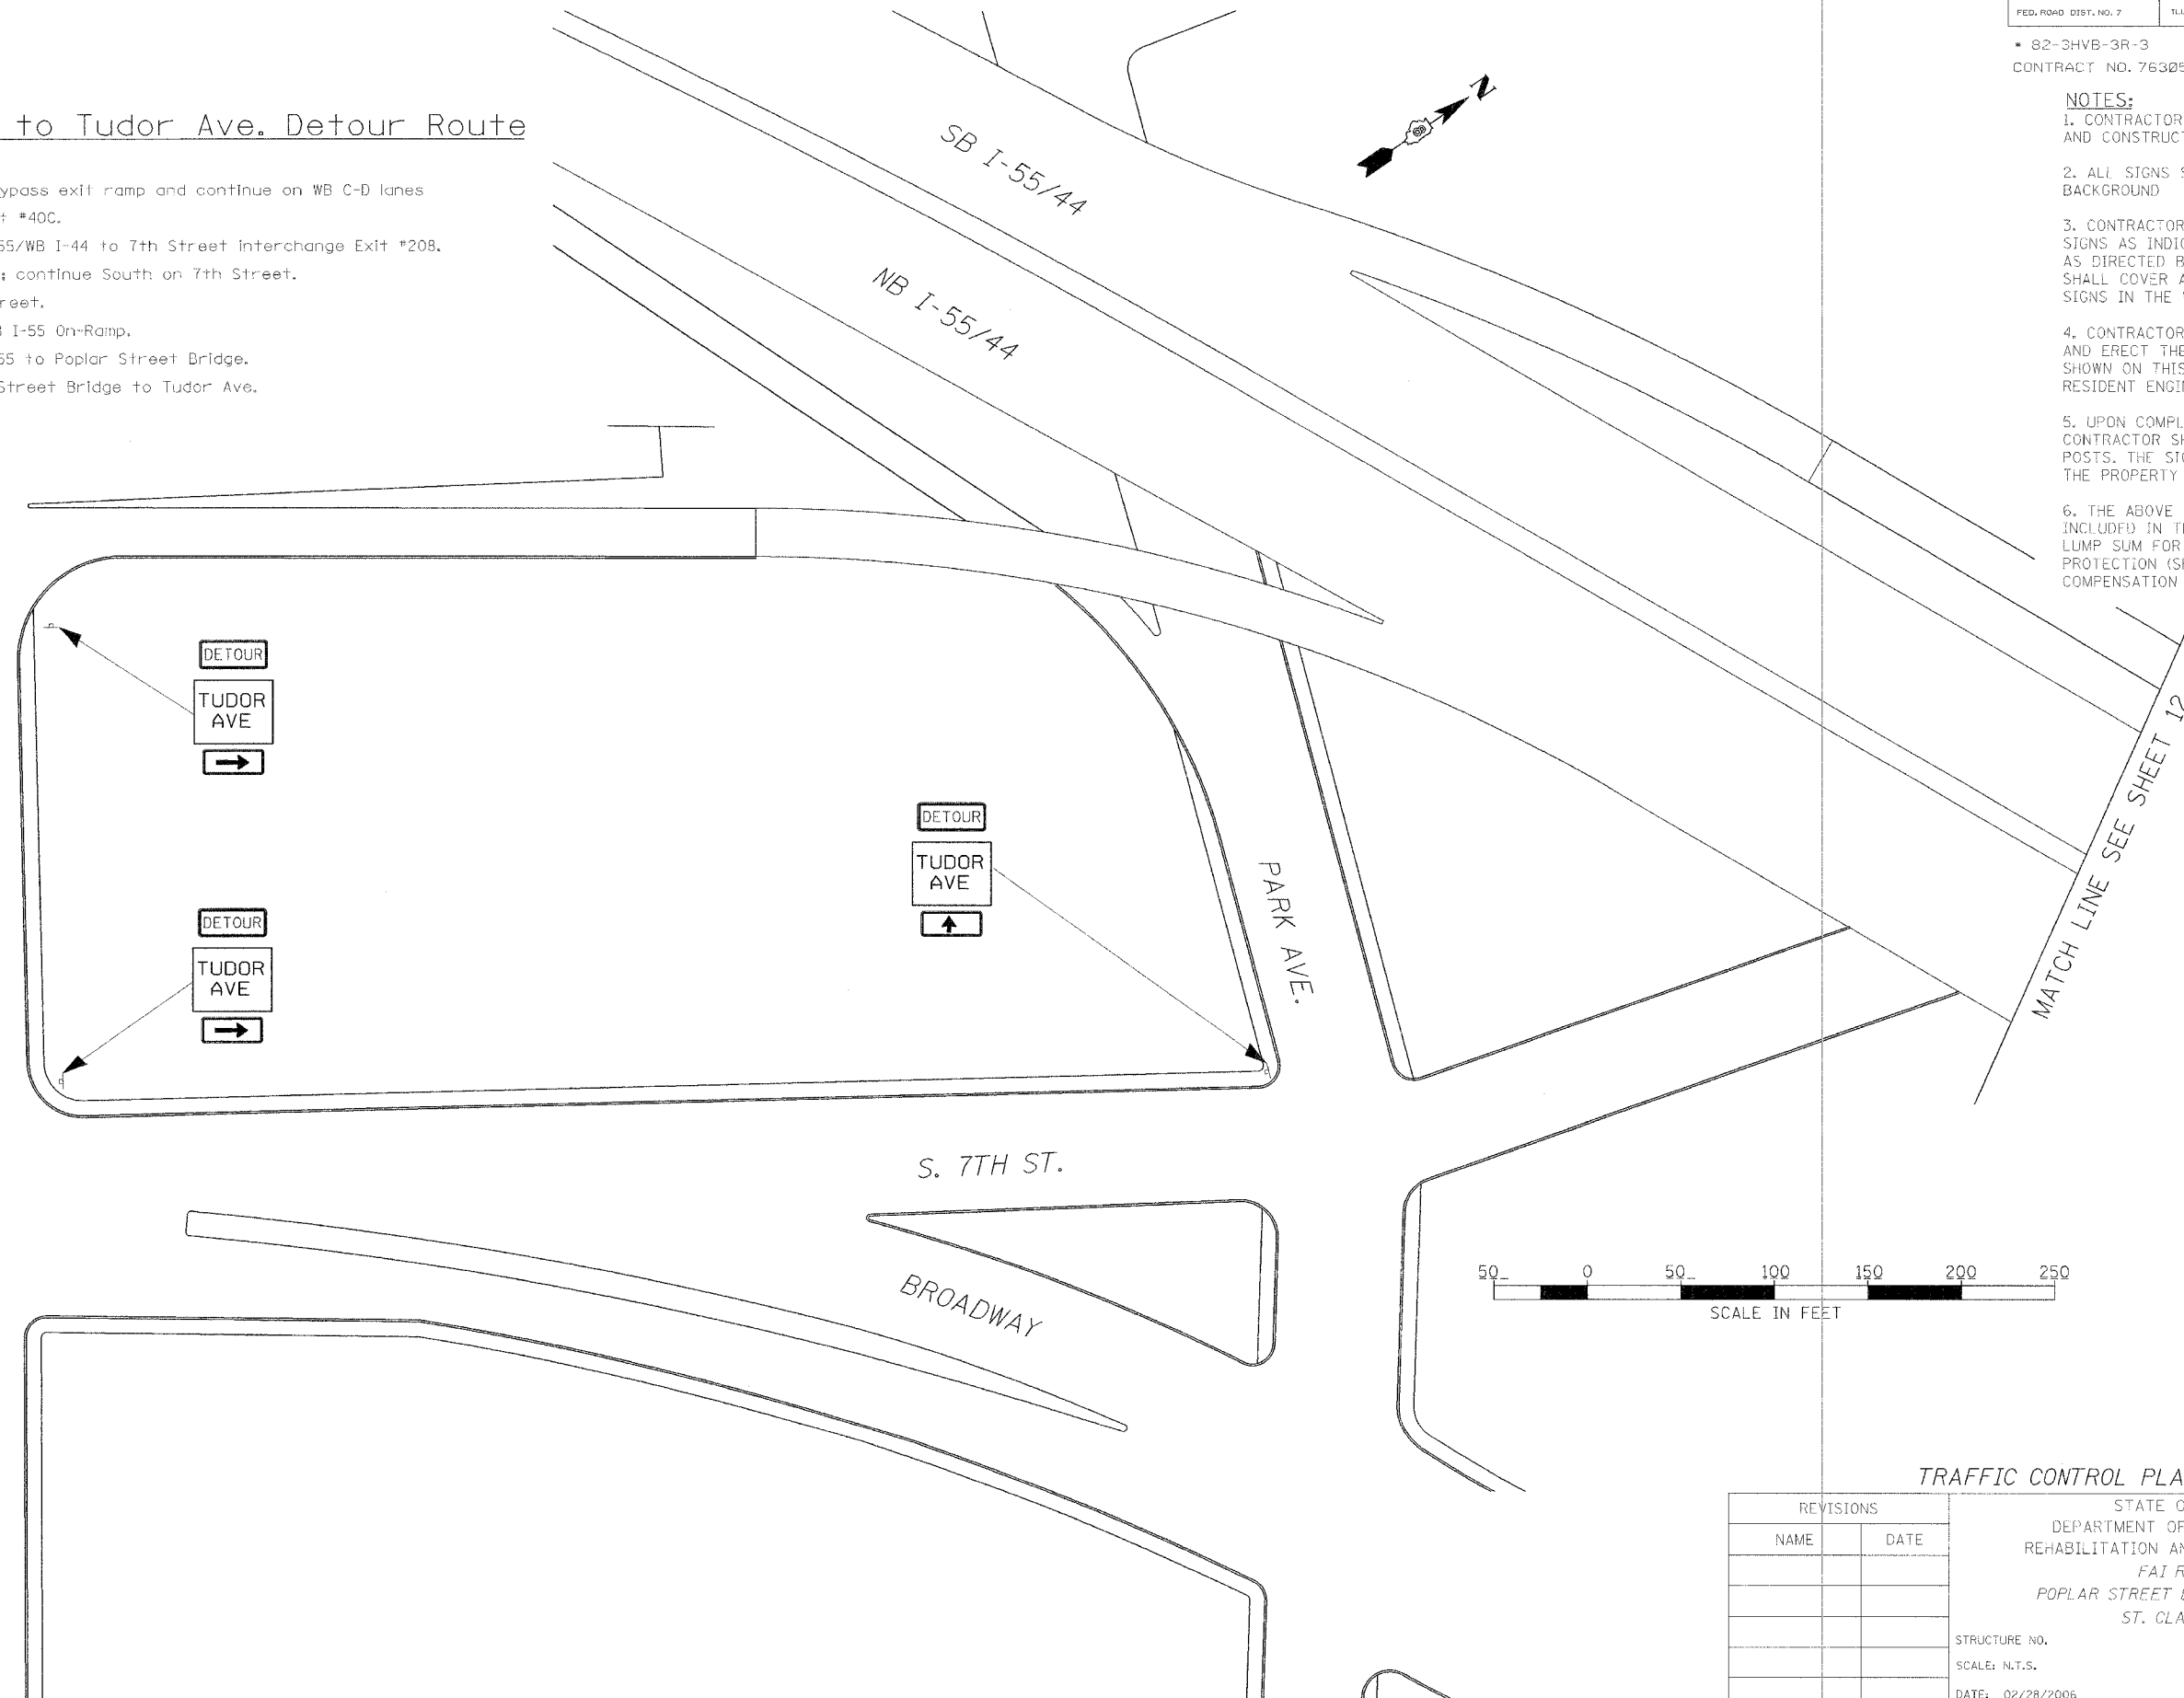 FED. ROAD DIST. NO. 7
* 82-3HVB-3R-3
CONTRACT NO. 76305
to Tudor Ave. Detour Route
ypass exit ramp and continue on WB C-D lanes
#40C.
55/WB I-44 to 7th Street interchange Exit #208.
; continue South on 7th Street.
reet.
I-55 On-Ramp.
55 to Poplar Street Bridge.
Street Bridge to Tudor Ave.
NOTES:
1. CONTRACTOR
AND CONSTRUCT
2. ALL SIGNS S
BACKGROUND
3. CONTRACTOR
SIGNS AS INDIC
AS DIRECTED B
SHALL COVER A
SIGNS IN THE
4. CONTRACTOR
AND ERECT THE
SHOWN ON THIS
RESIDENT ENGI
5. UPON COMPL
CONTRACTOR SH
POSTS. THE SIG
THE PROPERTY
6. THE ABOVE
INCLUDED IN T
LUMP SUM FOR
PROTECTION (S
COMPENSATION
N
SB I-55/44
NB I-55/44
DETOUR
TUDOR
AVE
DETOUR
TUDOR
AVE
DETOUR
TUDOR
AVE
PARK AVE.
MATCH LINE SEE SHEET 12
S. 7TH ST.
BROADWAY
50 0 50 100 150 200 250
SCALE IN FEET
TRAFFIC CONTROL PLA
REVISIONS
NAME DATE
STATE O
DEPARTMENT OF
REHABILITATION AN
FAI R
POPLAR STREET
ST. CLA
STRUCTURE NO.
SCALE: N.T.S.
DATE: 02/28/2006